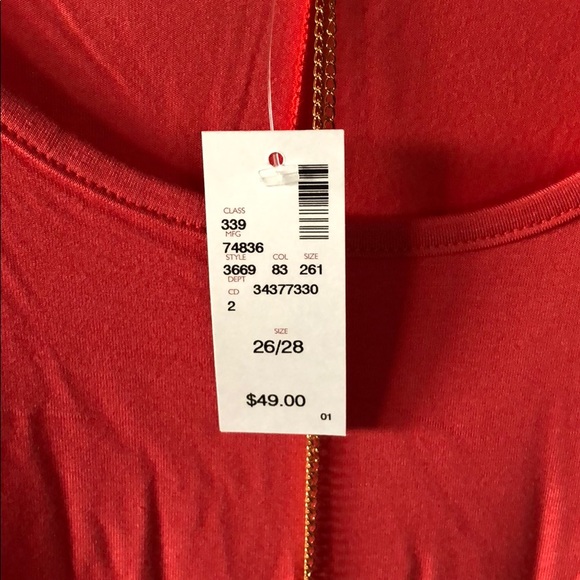 CLASS
339
MFG
74836
STYLE COL SIZE
3669 83 261
DEPT
CD 34377330
2
SIZE
26/28
$49.00
01